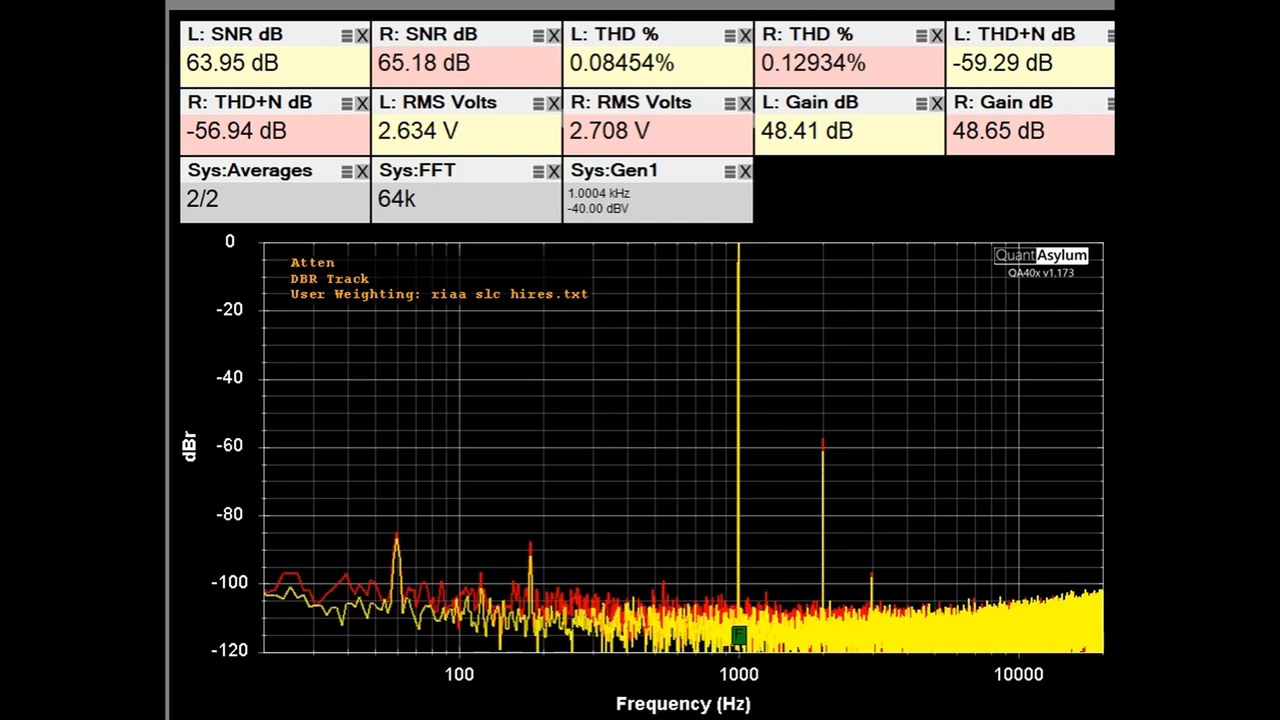 L: SNR dB X R: SNR dB X L: THD % X R: THD % X L: THD+N dB
63.95 dB 65.18 dB 0.08454% 0.12934% -59.29 dB
R: THD+N dB X L: RMS Volts X R: RMS Volts X L: Gain dB X R: Gain dB
-56.94 dB 2.634 V 2.708 V 48.41 dB 48.65 dB
Sys:Averages X Sys:FFT X Sys:Gen1 X
2/2 64k 1.0004 kHz
-40.00 dBV
Atten
DBR Track
User Weighting: riaa slc hires.txt
QuantAsylum
QA40x v1.173
0
-20
-40
-60
-80
-100
-120
dBr
F
100 1000 10000
Frequency (Hz)